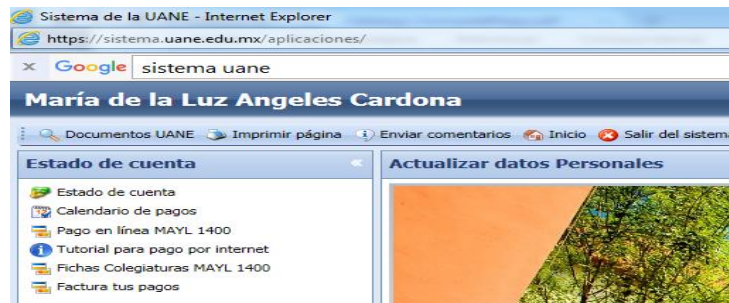 Sistema de la UANE - Internet Explorer
https://sistema.uane.edu.mx/aplicaciones/
x Google sistema uane
María de la Luz Angeles Cardona
Documentos UANE Imprimir página Enviar comentarios Inicio Salir del sistema
Estado de cuenta
Actualizar datos Personales
Estado de cuenta
Calendario de pagos
Pago en línea MAYL 1400
Tutorial para pago por internet
Fichas Colegiaturas MAYL 1400
Factura tus pagos